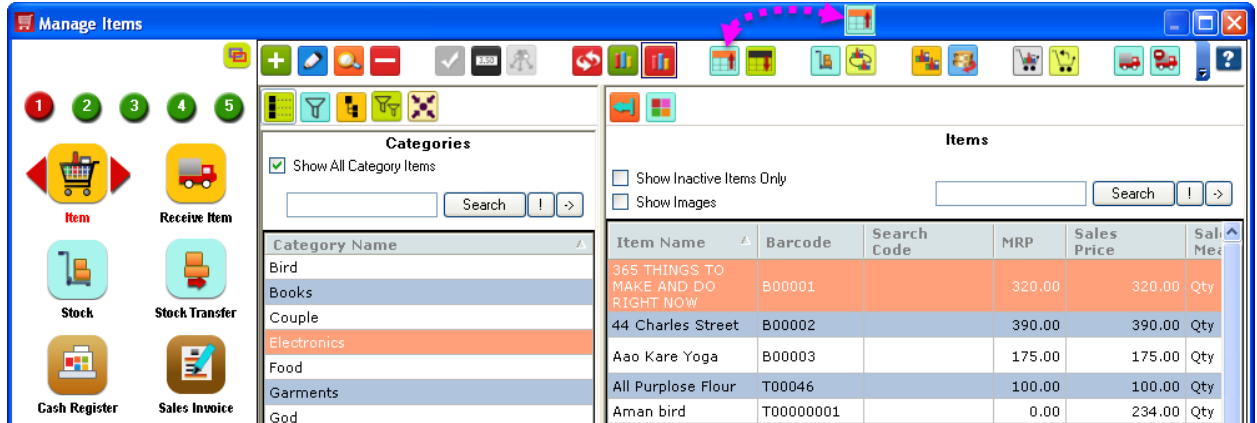 Manage Items
3.50
?
1 2 3 4 5
Item
Receive Item
Stock
Stock Transfer
Cash Register
Sales Invoice
Categories
Show All Category Items
Search ! ->
Category Name
Bird
Books
Couple
Electronics
Food
Garments
God
Items
Show Inactive Items Only
Show Images
Search ! ->
Item Name Barcode Search Code MRP Sales Price Sal Mea
365 THINGS TO MAKE AND DO RIGHT NOW B00001 320.00 320.00 Qty
44 Charles Street B00002 390.00 390.00 Qty
Aao Kare Yoga B00003 175.00 175.00 Qty
All Purplose Flour T00046 100.00 100.00 Qty
Aman bird T00000001 0.00 234.00 Qty